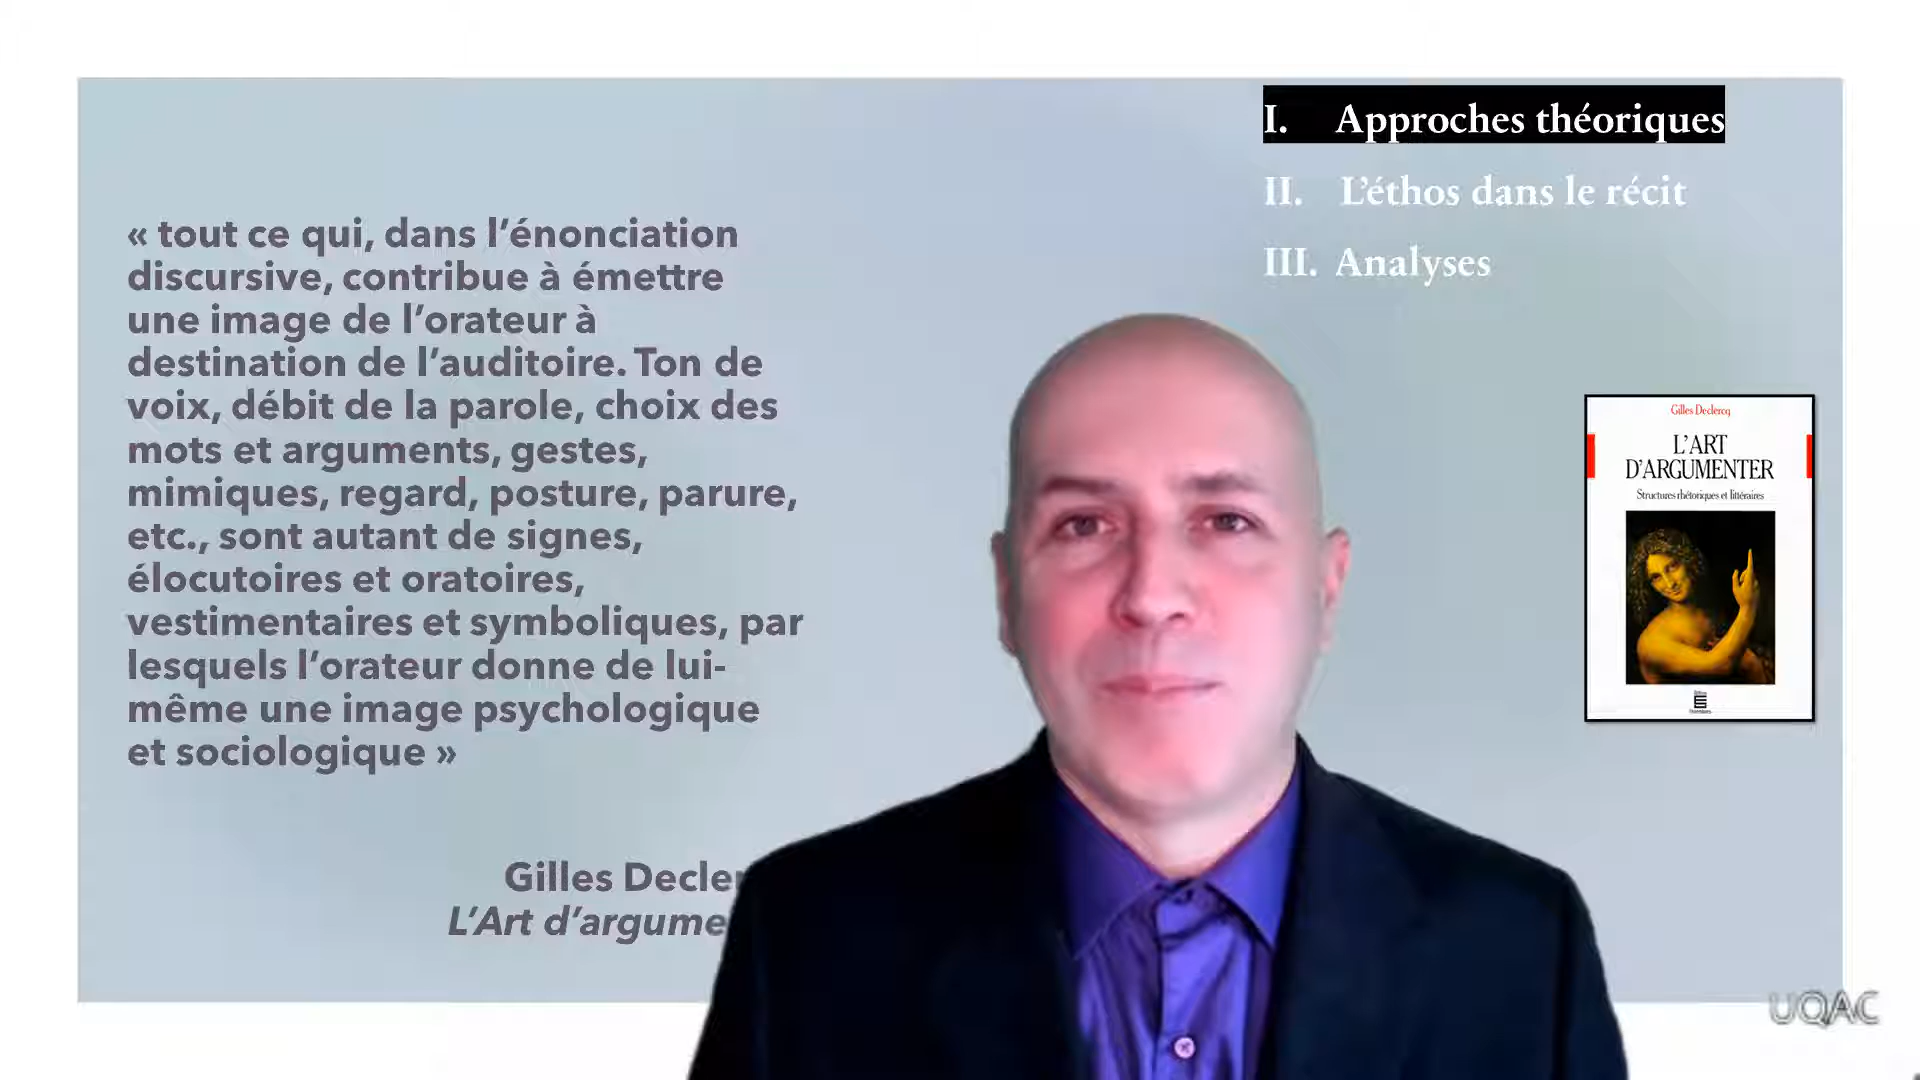 « tout ce qui, dans l’énonciation
discursive, contribue à émettre
une image de l’orateur à
destination de l’auditoire. Ton de
voix, débit de la parole, choix des
mots et arguments, gestes,
mimiques, regard, posture, parure,
etc., sont autant de signes,
élocutoires et oratoires,
vestimentaires et symboliques, par
lesquels l’orateur donne de lui-
même une image psychologique
et sociologique »
Gilles Decler
L’Art d’argume
I. Approches théoriques
II. L’éthos dans le récit
III. Analyses
Gilles Declercq
L’ART
D’ARGUMENTER
Structures rhétoriques et littéraires
UQAC